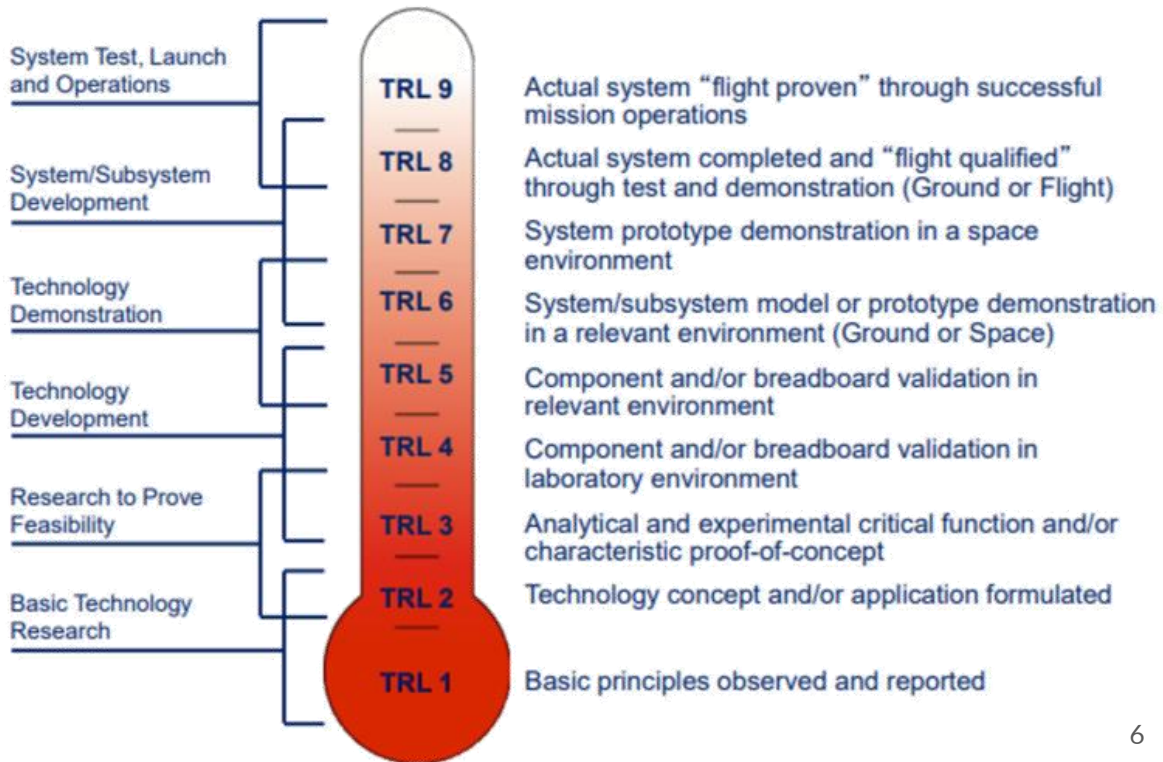 System Test, Launch
and Operations
System/Subsystem
Development
Technology
Demonstration
Technology
Development
Research to Prove
Feasibility
Basic Technology
Research
TRL 9
TRL 8
TRL 7
TRL 6
TRL 5
TRL 4
TRL 3
TRL 2
TRL 1
Actual system “flight proven” through successful
mission operations
Actual system completed and “flight qualified”
through test and demonstration (Ground or Flight)
System prototype demonstration in a space
environment
System/subsystem model or prototype demonstration
in a relevant environment (Ground or Space)
Component and/or breadboard validation in
relevant environment
Component and/or breadboard validation in
laboratory environment
Analytical and experimental critical function and/or
characteristic proof-of-concept
Technology concept and/or application formulated
Basic principles observed and reported
6